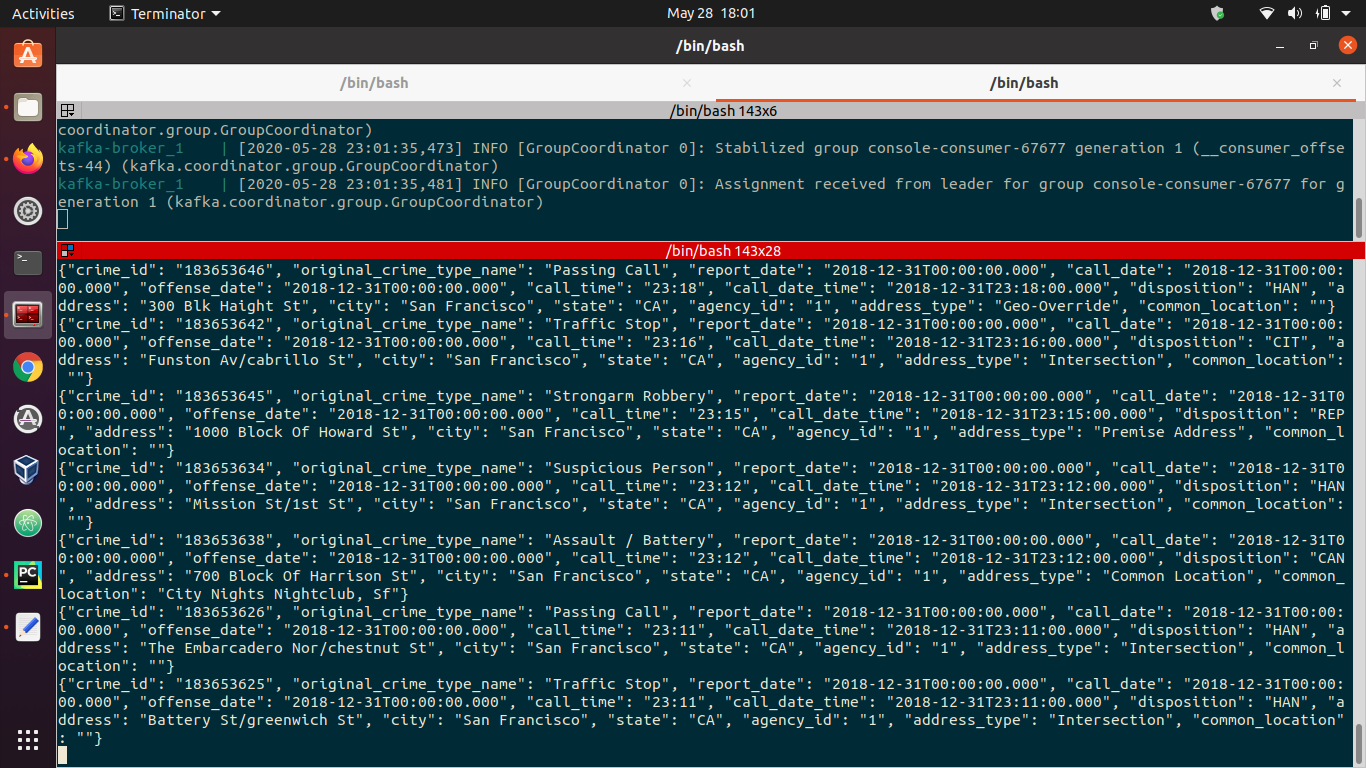 Activities Terminator May 28 18:01
/bin/bash
/bin/bash × /bin/bash ×
/bin/bash 143x6
coordinator.group.GroupCoordinator)
kafka-broker_1 | [2020-05-28 23:01:35,473] INFO [GroupCoordinator 0]: Stabilized group console-consumer-67677 generation 1 (__consumer_offse
ts-44) (kafka.coordinator.group.GroupCoordinator)
kafka-broker_1 | [2020-05-28 23:01:35,481] INFO [GroupCoordinator 0]: Assignment received from leader for group console-consumer-67677 for g
eneration 1 (kafka.coordinator.group.GroupCoordinator)
/bin/bash 143x28
{"crime_id": "183653646", "original_crime_type_name": "Passing Call", "report_date": "2018-12-31T00:00:00.000", "call_date": "2018-12-31T00:00:
00.000", "offense_date": "2018-12-31T00:00:00.000", "call_time": "23:18", "call_date_time": "2018-12-31T23:18:00.000", "disposition": "HAN", "a
ddress": "300 Blk Haight St", "city": "San Francisco", "state": "CA", "agency_id": "1", "address_type": "Geo-Override", "common_location": ""}
{"crime_id": "183653642", "original_crime_type_name": "Traffic Stop", "report_date": "2018-12-31T00:00:00.000", "call_date": "2018-12-31T00:00:
00.000", "offense_date": "2018-12-31T00:00:00.000", "call_time": "23:16", "call_date_time": "2018-12-31T23:16:00.000", "disposition": "CIT", "a
ddress": "Funston Av/cabrillo St", "city": "San Francisco", "state": "CA", "agency_id": "1", "address_type": "Intersection", "common_location":
 ""}
{"crime_id": "183653645", "original_crime_type_name": "Strongarm Robbery", "report_date": "2018-12-31T00:00:00.000", "call_date": "2018-12-31T0
0:00:00.000", "offense_date": "2018-12-31T00:00:00.000", "call_time": "23:15", "call_date_time": "2018-12-31T23:15:00.000", "disposition": "REP
", "address": "1000 Block Of Howard St", "city": "San Francisco", "state": "CA", "agency_id": "1", "address_type": "Premise Address", "common_l
ocation": ""}
{"crime_id": "183653634", "original_crime_type_name": "Suspicious Person", "report_date": "2018-12-31T00:00:00.000", "call_date": "2018-12-31T0
0:00:00.000", "offense_date": "2018-12-31T00:00:00.000", "call_time": "23:12", "call_date_time": "2018-12-31T23:12:00.000", "disposition": "HAN
", "address": "Mission St/1st St", "city": "San Francisco", "state": "CA", "agency_id": "1", "address_type": "Intersection", "common_location":
 ""}
{"crime_id": "183653638", "original_crime_type_name": "Assault / Battery", "report_date": "2018-12-31T00:00:00.000", "call_date": "2018-12-31T0
0:00:00.000", "offense_date": "2018-12-31T00:00:00.000", "call_time": "23:12", "call_date_time": "2018-12-31T23:12:00.000", "disposition": "CAN
", "address": "700 Block Of Harrison St", "city": "San Francisco", "state": "CA", "agency_id": "1", "address_type": "Common Location", "common_
location": "City Nights Nightclub, Sf"}
{"crime_id": "183653626", "original_crime_type_name": "Passing Call", "report_date": "2018-12-31T00:00:00.000", "call_date": "2018-12-31T00:00:
00.000", "offense_date": "2018-12-31T00:00:00.000", "call_time": "23:11", "call_date_time": "2018-12-31T23:11:00.000", "disposition": "HAN", "a
ddress": "The Embarcadero Nor/chestnut St", "city": "San Francisco", "state": "CA", "agency_id": "1", "address_type": "Intersection", "common_l
ocation": ""}
{"crime_id": "183653625", "original_crime_type_name": "Traffic Stop", "report_date": "2018-12-31T00:00:00.000", "call_date": "2018-12-31T00:00:
00.000", "offense_date": "2018-12-31T00:00:00.000", "call_time": "23:11", "call_date_time": "2018-12-31T23:11:00.000", "disposition": "HAN", "a
ddress": "Battery St/greenwich St", "city": "San Francisco", "state": "CA", "agency_id": "1", "address_type": "Intersection", "common_location"
: ""}
PC